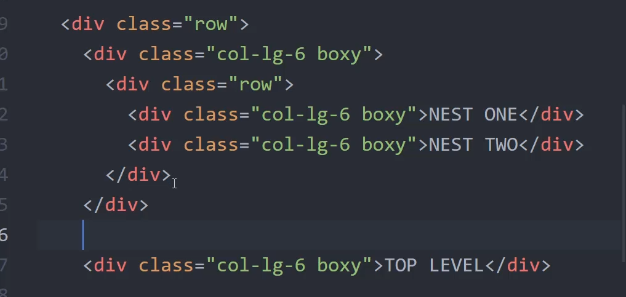 9 <div class="row">
0 <div class="col-lg-6 boxy">
1 <div class="row">
2 <div class="col-lg-6 boxy">NEST ONE</div>
3 <div class="col-lg-6 boxy">NEST TWO</div>
4 </div>
5 </div>
6
7 <div class="col-lg-6 boxy">TOP LEVEL</div>
8